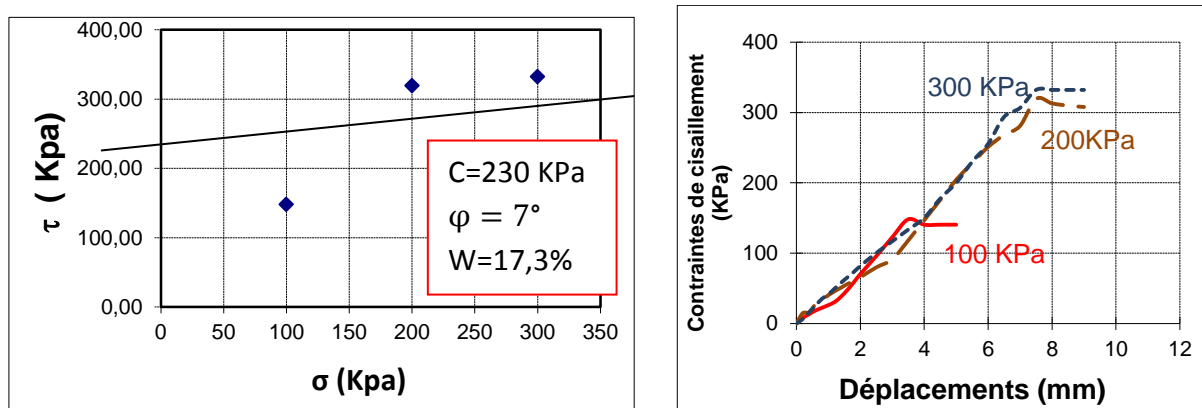 400,00
300,00
200,00
100,00
0,00
τ ( Kpa)
0 50 100 150 200 250 300 350
σ (Kpa)
C=230 KPa
φ = 7°
W=17,3%
Contraintes de cisaillement
(KPa)
400
300
200
100
0
300 KPa
200KPa
100 KPa
0 2 4 6 8 10 12
Déplacements (mm)